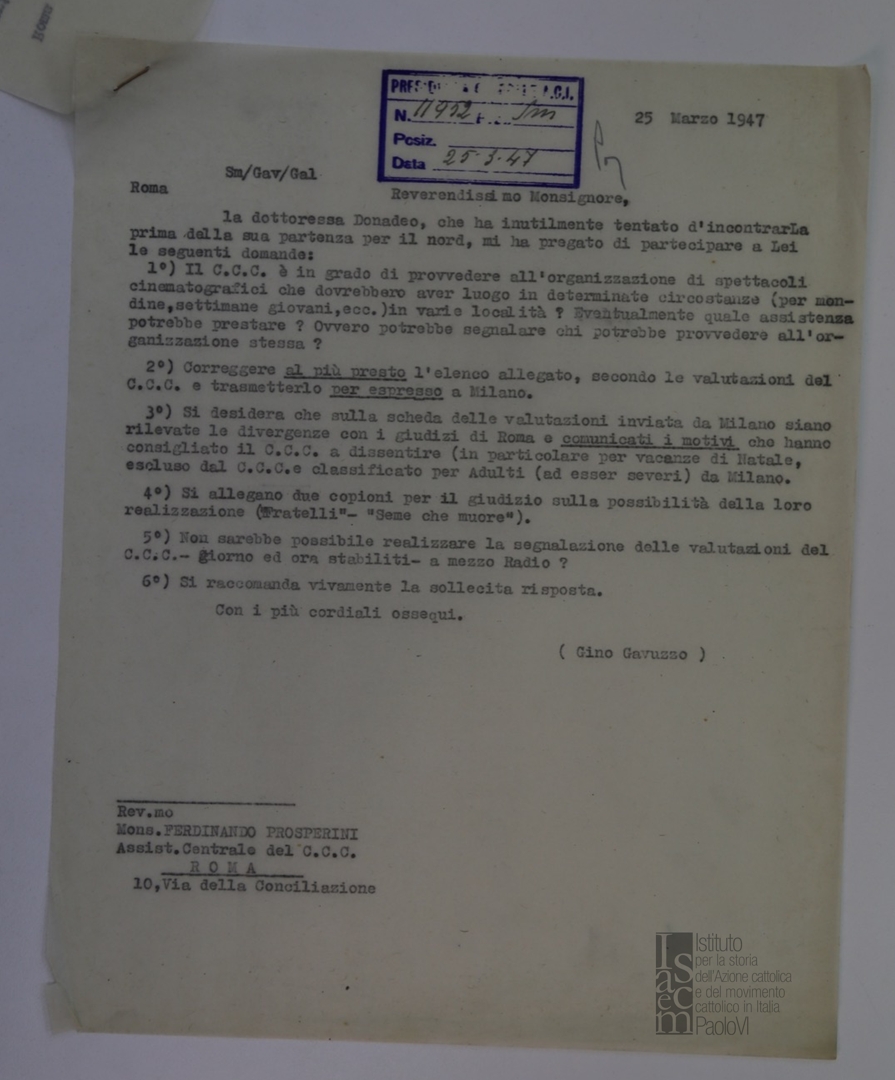 PRESIDENZA A.C.I.
N. 11952 P. Sm
Posiz.
Data 25-3-47
25 Marzo 1947
Sm/Gav/Gal
Roma
Reverendissimo Monsignore,
la dottoressa Donadeo, che ha inutilmente tentato d'incontrarLa
prima della sua partenza per il nord, mi ha pregato di partecipare a Lei
le seguenti domande:
1°) Il C.C.C. è in grado di provvedere all'organizzazione di spettacoli
cinematografici che dovrebbero aver luogo in determinate circostanze (per mon-
dine,settimane giovani,ecc.)in varie località ? Eventualmente quale assistenza
potrebbe prestare ? Ovvero potrebbe segnalare chi potrebbe provvedere all'or-
ganizzazione stessa ?
2°) Correggere al più presto l'elenco allegato, secondo le valutazioni del
C.C.C. e trasmetterlo per espresso a Milano.
3°) Si desidera che sulla scheda delle valutazioni inviata da Milano siano
rilevate le divergenze con i giudizi di Roma e comunicati i motivi che hanno
consigliato il C.C.C. a dissentire (in particolare per vacanze di Natale,
escluso dal C.C.C.e classificato per Adulti (ad esser severi) da Milano.
4°) Si allegano due copioni per il giudizio sulla possibilità della loro
realizzazione ("Fratelli"- "Seme che muore").
5°) Non sarebbe possibile realizzare la segnalazione delle valutazioni del
C.C.C.- giorno ed ora stabiliti- a mezzo Radio ?
6°) Si raccomanda vivamente la sollecita risposta.
Con i più cordiali ossequi.
( Gino Gavuzzo )
Rev.mo
Mons.FERDINANDO PROSPERINI
Assist.Centrale del C.C.C.
R O M A
10,Via della Conciliazione
Isacem
Istituto
per la storia
dell'Azione cattolica
e del movimento
cattolico in Italia
PaoloVI